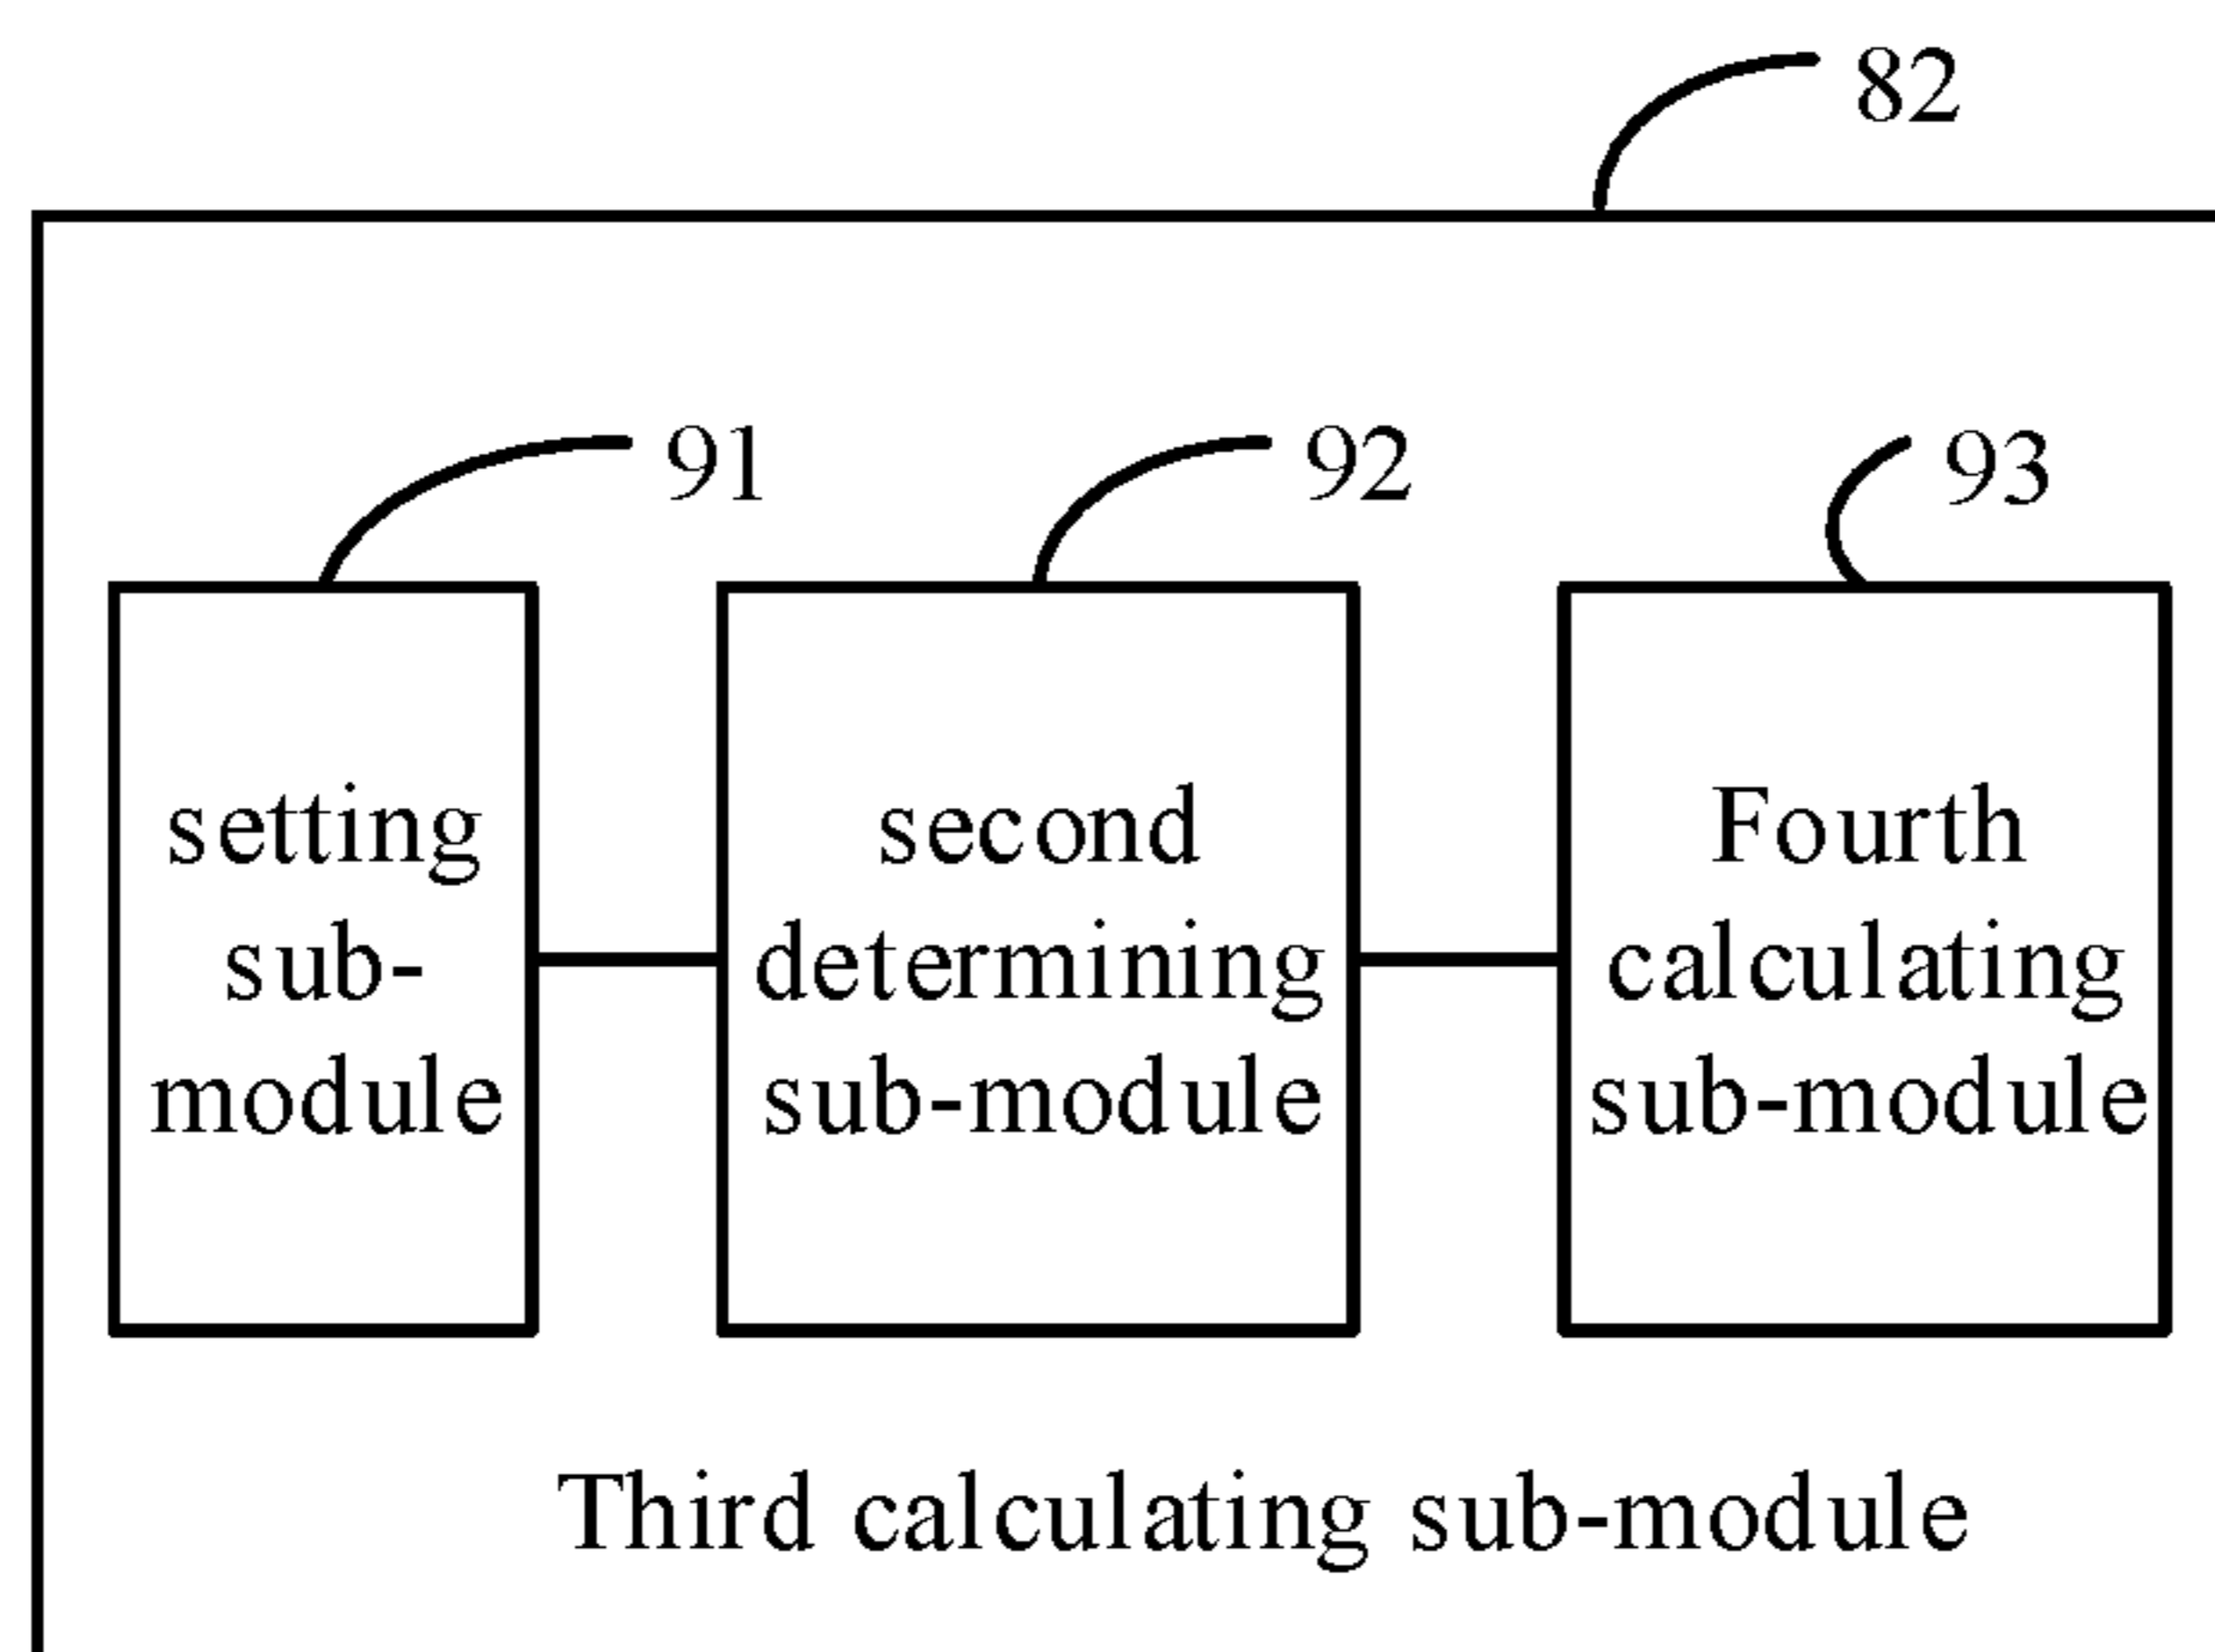 82
91
92
93
setting
sub-
module
second
determining
sub-module
Fourth
calculating
sub-module
Third calculating sub-module